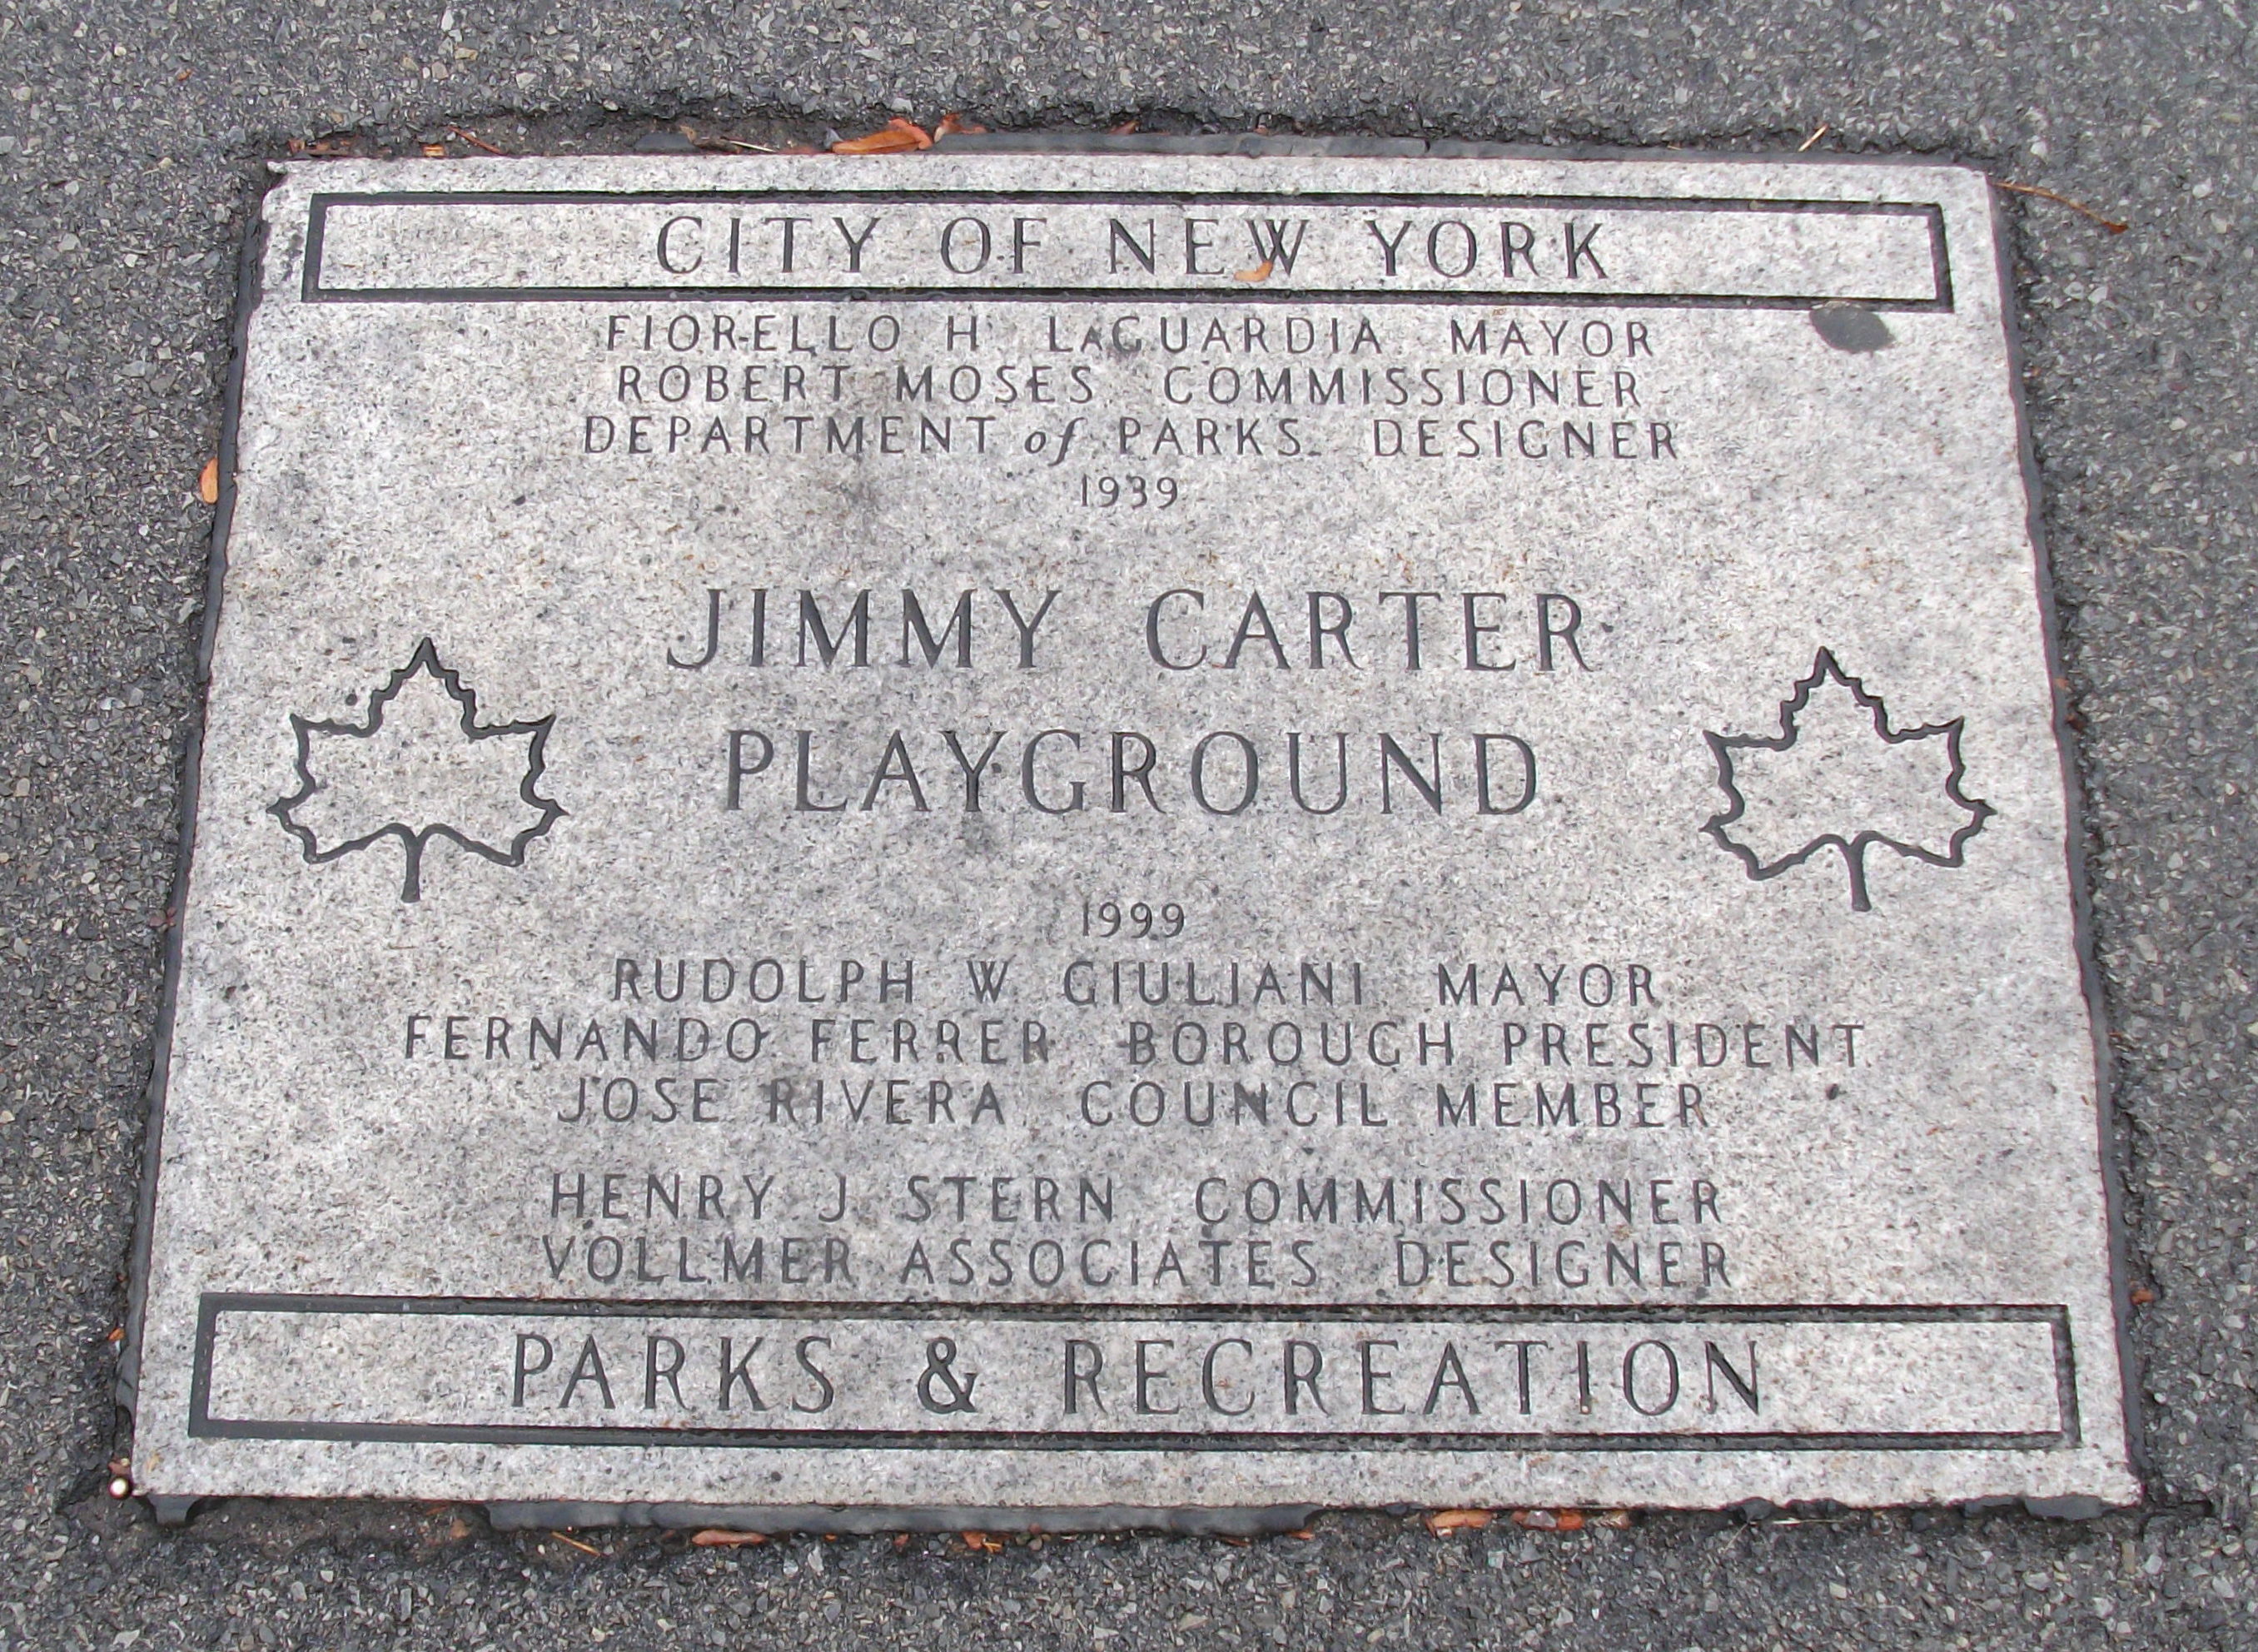 CITY OF NEW YORK
FIORELLO H LAGUARDIA MAYOR
ROBERT MOSES COMMISSIONER
DEPARTMENT of PARKS DESIGNER
1939
JIMMY CARTER
PLAYGROUND
1999
RUDOLPH W GIULIANI MAYOR
FERNANDO FERRER BOROUGH PRESIDENT
JOSE RIVERA COUNCIL MEMBER
HENRY J STERN COMMISSIONER
VOLLMER ASSOCIATES DESIGNER
PARKS & RECREATION